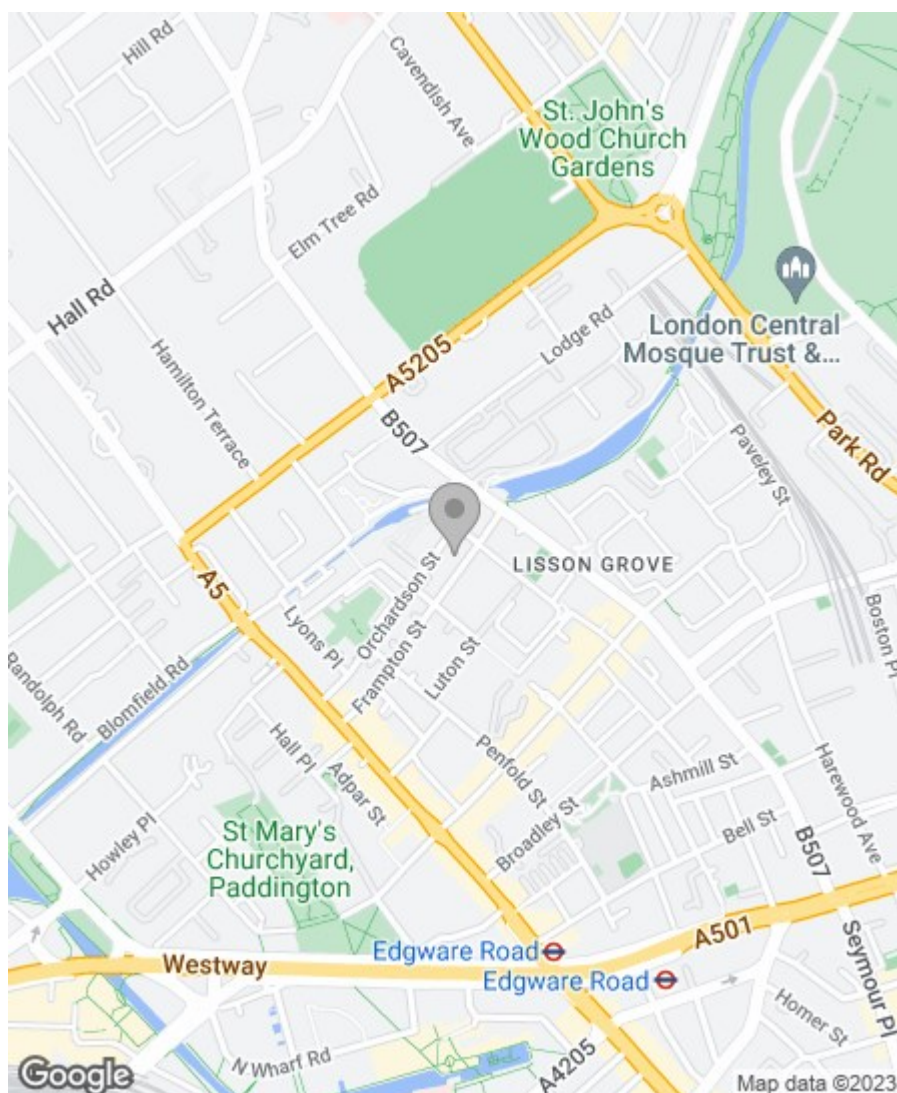 Hill Rd
Cavendish Ave
St. John's
Wood Church
Gardens
Elm Tree Rd
Hall Rd
London Central
Mosque Trust &...
Lodge Rd
A5205
Hamilton Terrace
B507
Park Rd
Paveley St
LISSON GROVE
Orchardson St
A5
Lyons Pl
Frampton St
Luton St
Boston Pl
Blomfield Rd
Randolph Rd
Hall Pl
Adpar St
Penfold St
Ashmill St
Harewood Ave
Broadley St
Bell St
Howley Pl
St Mary's
Churchyard,
Paddington
B507
A501
Edgware Road
Westway
Edgware Road
Seymour Pl
Homer St
N Wharf Rd
A4205
Google
Map data ©2023